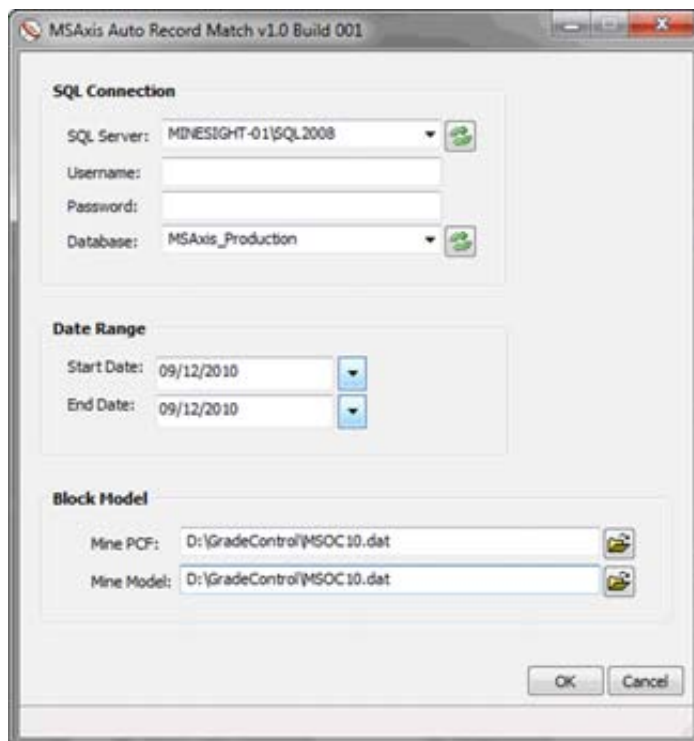 MSAxis Auto Record Match v1.0 Build 001
SQL Connection
SQL Server: MINESIGHT-01\SQL2008
Username:
Password:
Database: MSAxis_Production
Date Range
Start Date: 09/12/2010
End Date: 09/12/2010
Block Model
Mine PCF: D:\GradeControl\MSOC10.dat
Mine Model: D:\GradeControl\MSOC10.dat
OK Cancel